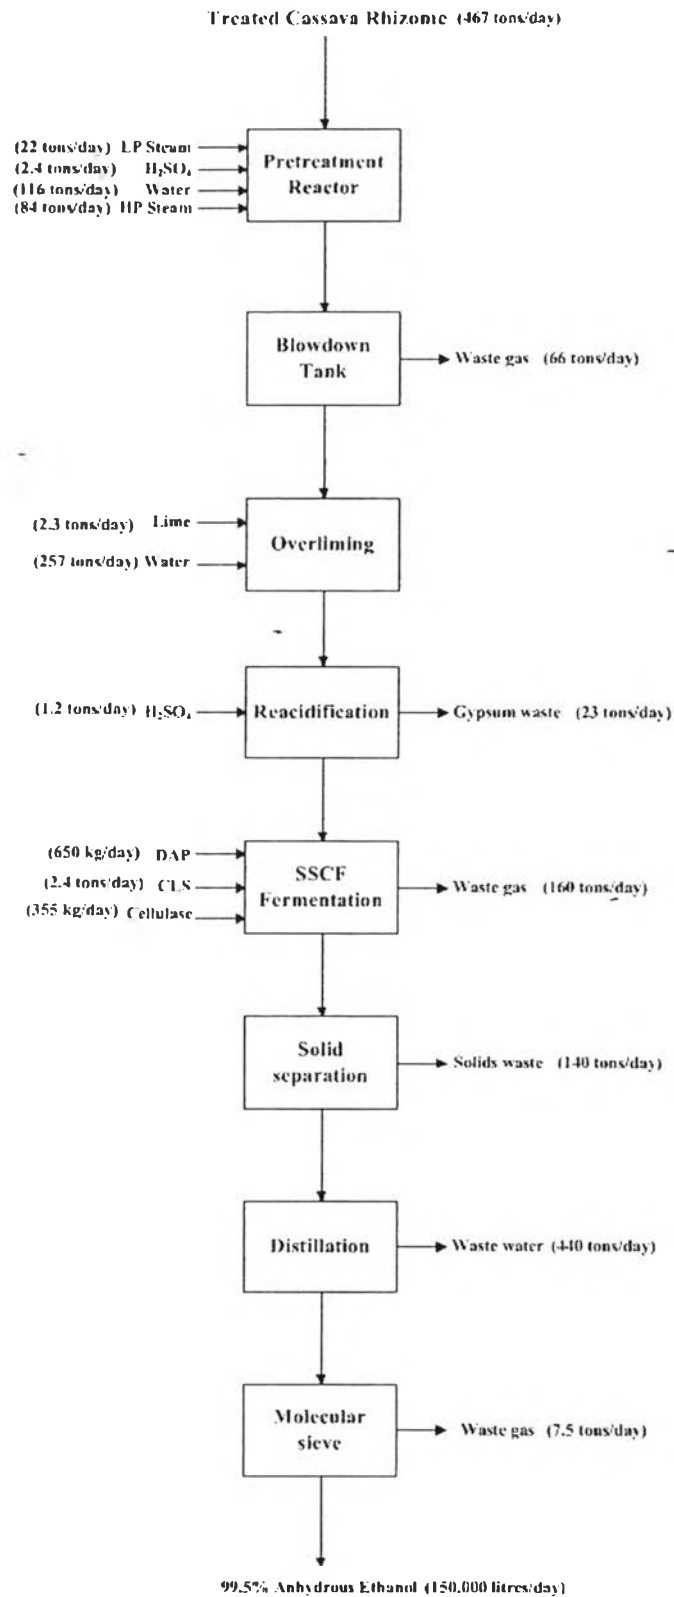 Treated Cassava Rhizome (467 tons/day)
(22 tons/day) LP Steam
(2.4 tons/day) H₂SO₄
(116 tons/day) Water
(84 tons/day) HP Steam
Pretreatment
Reactor
Blowdown
Tank
Waste gas (66 tons/day)
(2.3 tons/day) Lime
(257 tons/day) Water
Overliming
(1.2 tons/day) H₂SO₄
Reacidification
Gypsum waste (23 tons/day)
(650 kg/day) DAP
(2.4 tons/day) CLS
(355 kg/day) Cellulase
SSCF
Fermentation
Waste gas (160 tons/day)
Solid
separation
Solids waste (140 tons/day)
Distillation
Waste water (440 tons/day)
Molecular
sieve
Waste gas (7.5 tons/day)
99.5% Anhydrous Ethanol (150,000 litres/day)